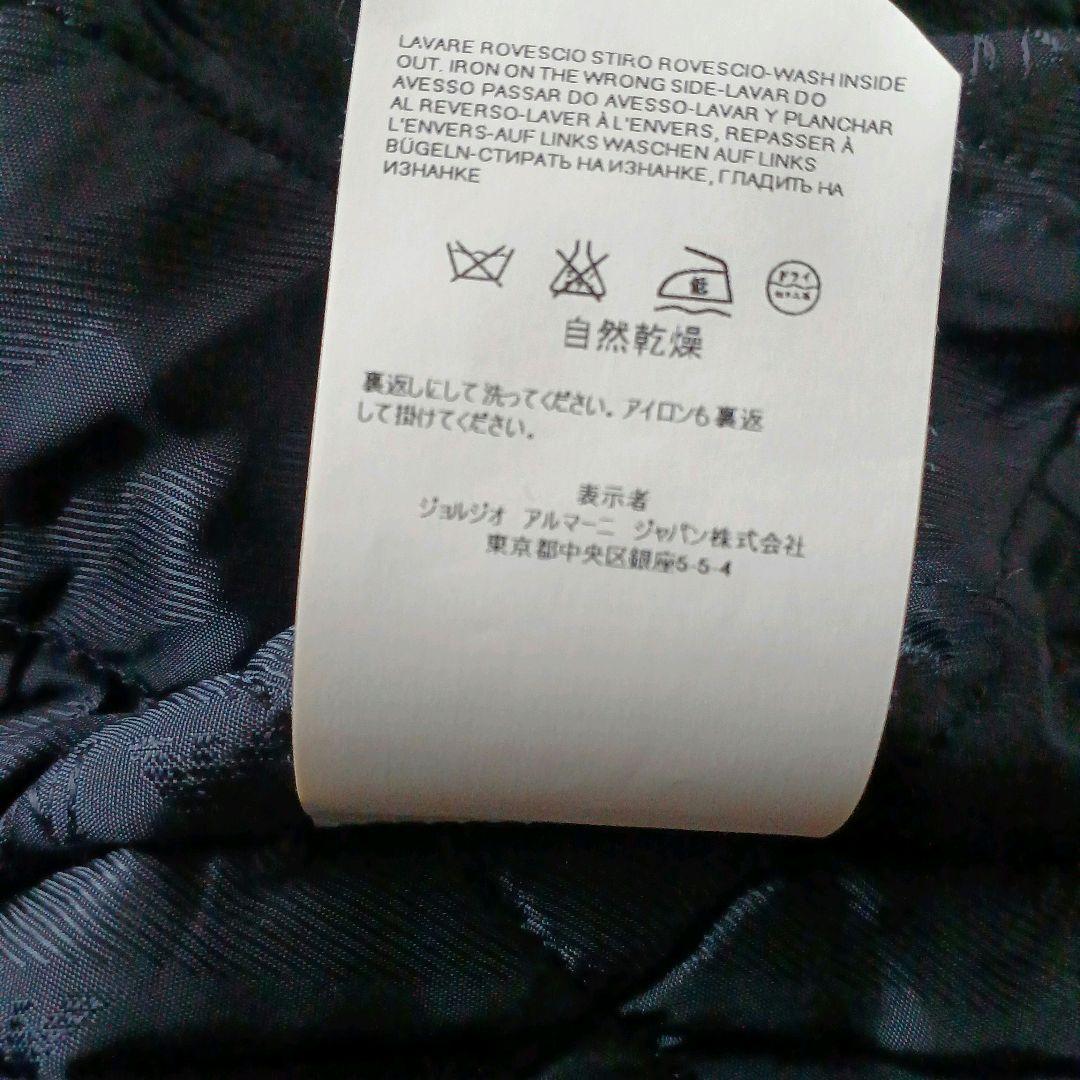 LAVARE ROVESCIO STIRO ROVESCIO-WASH INSIDE
OUT. IRON ON THE WRONG SIDE-LAVAR DO
AVESSO PASSAR DO AVESSO-LAVAR Y PLANCHAR
AL REVERSO-LAVER À L'ENVERS, REPASSER À
L'ENVERS-AUF LINKS WASCHEN AUF LINKS
BÜGELN-СТИРАТЬ НА ИЗНАНКЕ, ГЛАДИТЬ НА
ИЗНАНКЕ
低
ドライ
自然乾燥
裏返しにして洗ってください。アイロンも裏返
して掛けてください。
表示者
ジョルジオ アルマーニ ジャパン株式会社
東京都中央区銀座5-5-4